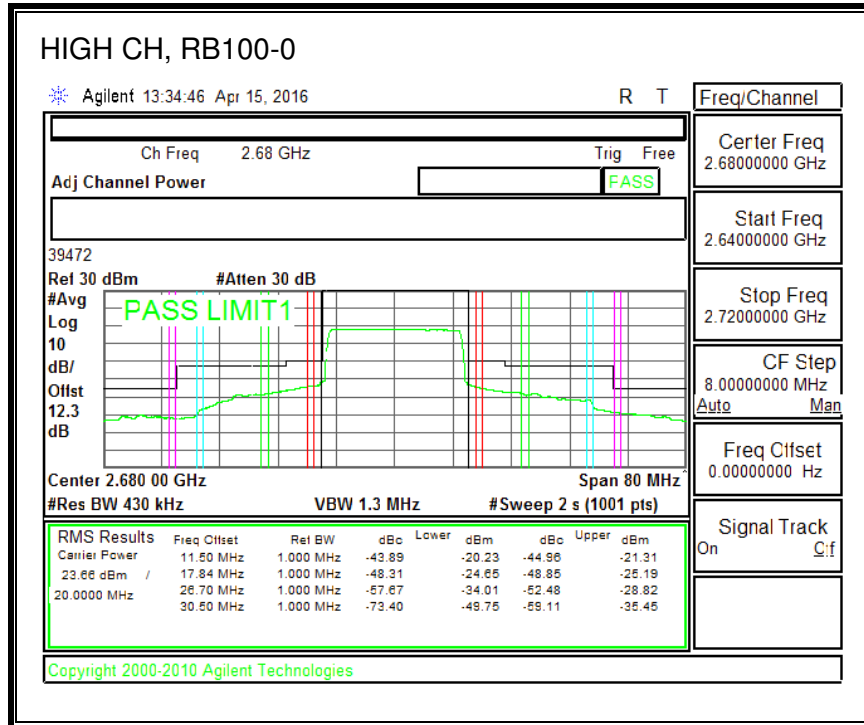 HIGH CH, RB100-0
Agilent 13:34:46 Apr 15, 2016 R T
Freq/Channel
Ch Freq 2.68 GHz Trig Free
Adj Channel Power PASS
Center Freq
2.68000000 GHz
Start Freq
2.64000000 GHz
39472
Ref 30 dBm #Atten 30 dB
#Avg
Log
10
dB/
Offst
12.3
dB
PASS LIMIT1
Stop Freq
2.72000000 GHz
CF Step
8.00000000 MHz
Auto Man
Freq Offset
0.00000000 Hz
Center 2.680 00 GHz Span 80 MHz
#Res BW 430 kHz VBW 1.3 MHz #Sweep 2 s (1001 pts)
Signal Track
On Off
RMS Results Freq Offset Ref BW dBc Lower dBm dBc Upper dBm
Carrier Power 11.50 MHz 1.000 MHz -43.89 -20.23 -44.96 -21.31
23.66 dBm / 17.84 MHz 1.000 MHz -48.31 -24.65 -48.85 -25.19
20.0000 MHz 26.70 MHz 1.000 MHz -57.67 -34.01 -52.48 -28.82
30.50 MHz 1.000 MHz -73.40 -49.75 -59.11 -35.45
Copyright 2000-2010 Agilent Technologies